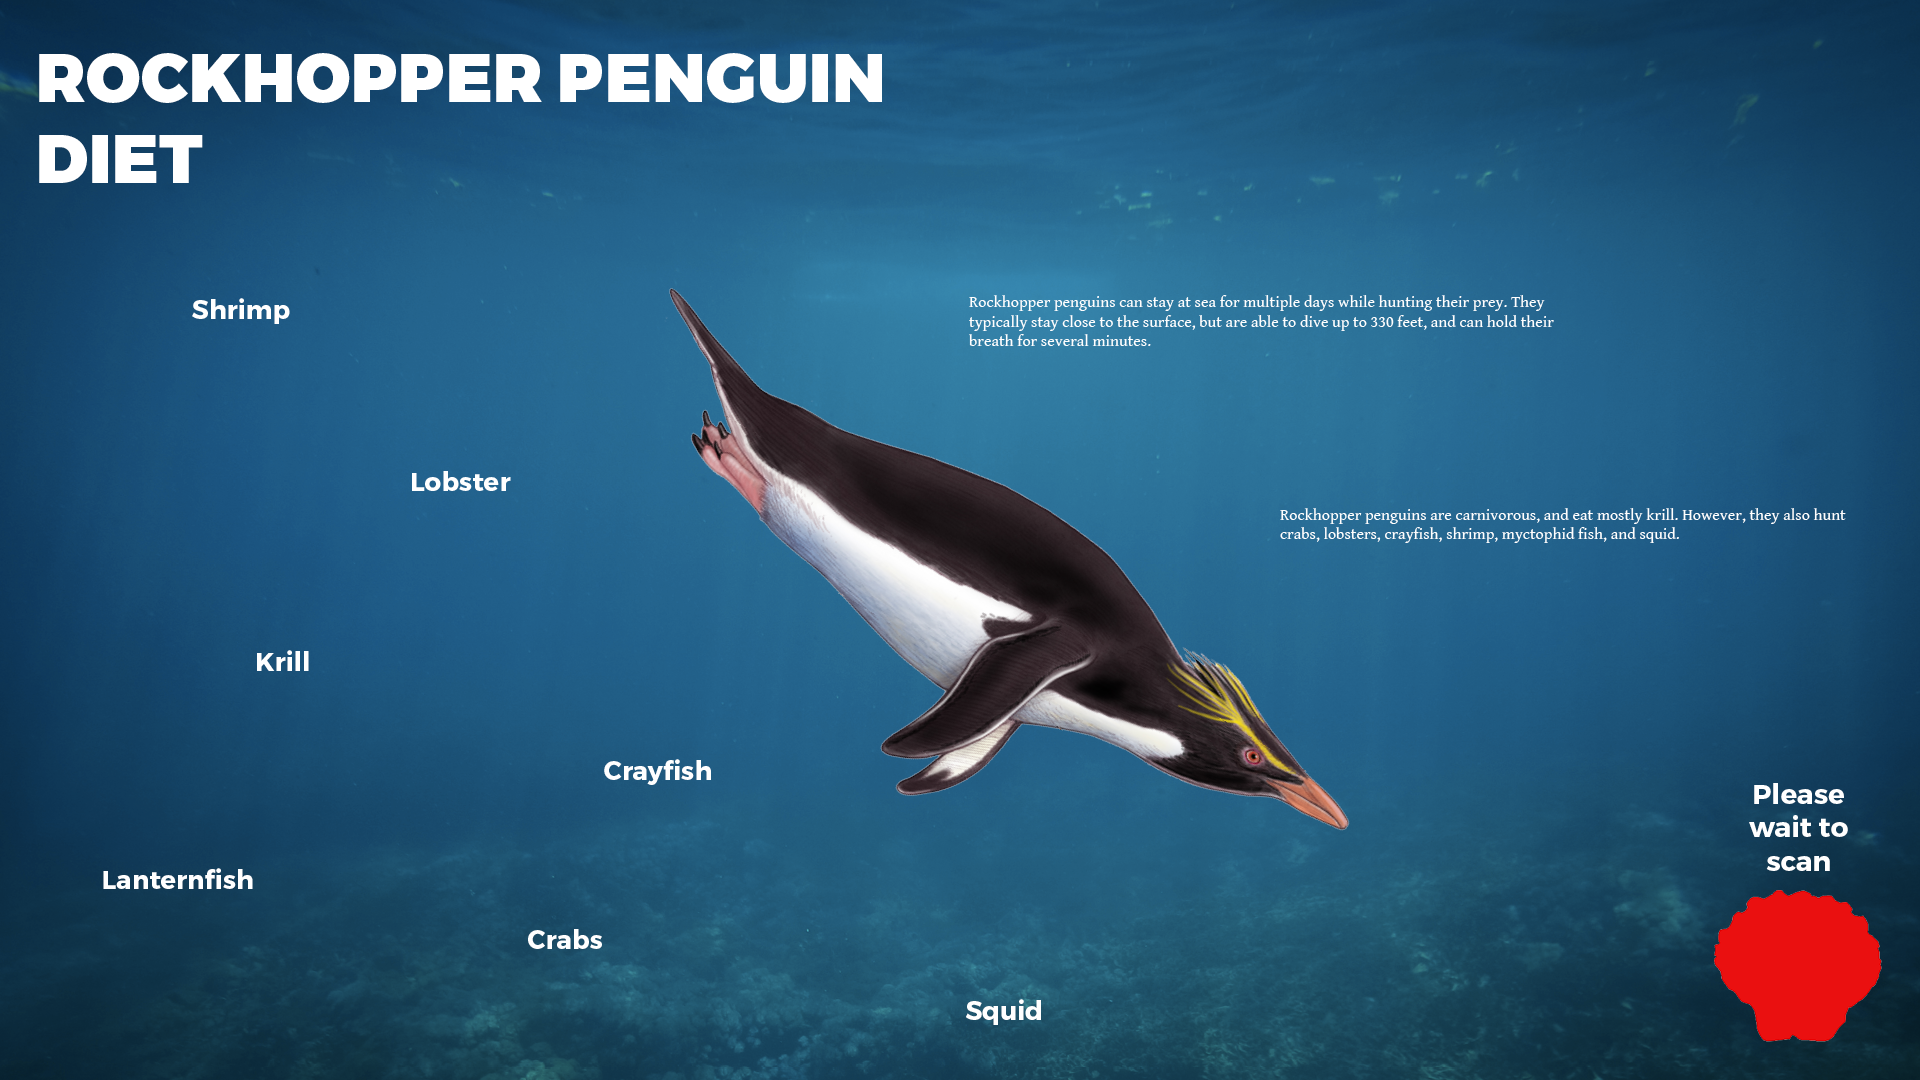 ROCKHOPPER PENGUIN
DIET
Shrimp
Rockhopper penguins can stay at sea for multiple days while hunting their prey. They
typically stay close to the surface, but are able to dive up to 330 feet, and can hold their
breath for several minutes.
Lobster
Rockhopper penguins are carnivorous, and eat mostly krill. However, they also hunt
crabs, lobsters, crayfish, shrimp, myctophid fish, and squid.
Krill
Crayfish
Lanternfish
Crabs
Squid
Please
wait to
scan